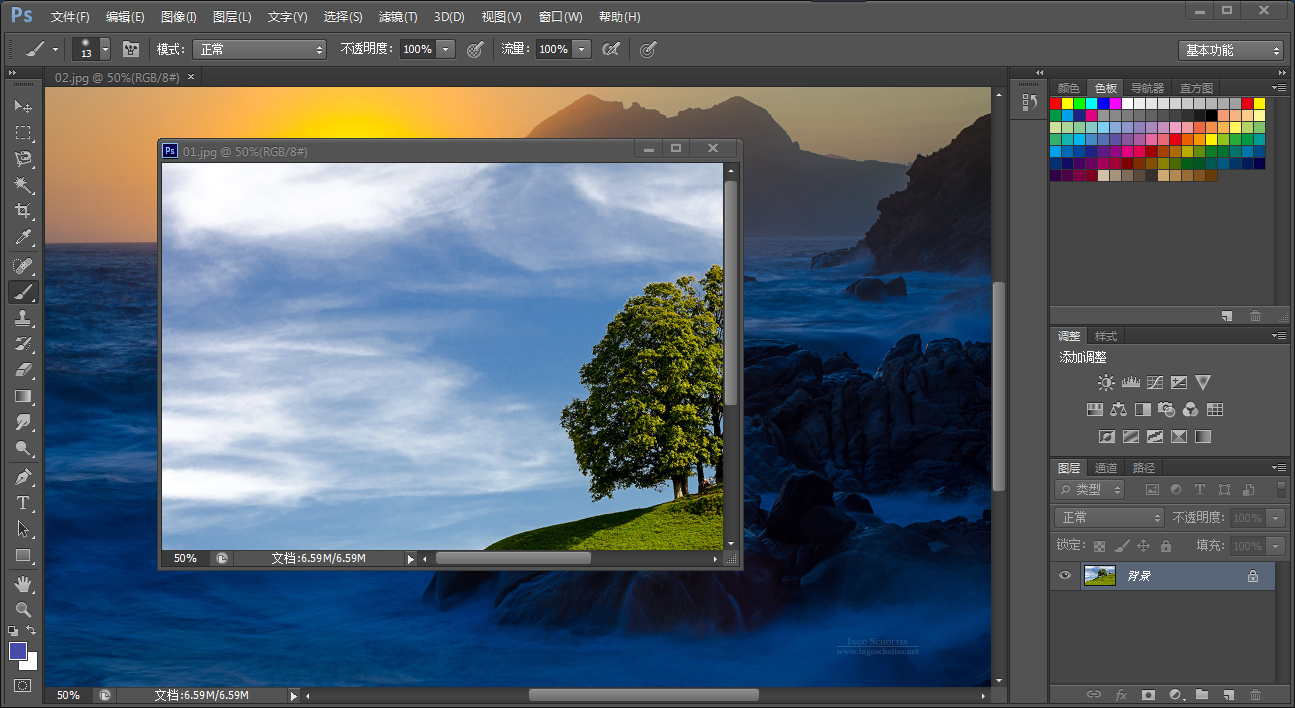 Ps 文件(F) 编辑(E) 图像(I) 图层(L) 文字(Y) 选择(S) 滤镜(T) 3D(D) 视图(V) 窗口(W) 帮助(H)
13 模式： 正常 不透明度： 100% 流量： 100% 基本功能
02.jpg @ 50%(RGB/8#) ×
颜色 色板 导航器 直方图
Ps 01.jpg @ 50%(RGB/8#)
调整 样式
添加调整
图层 通道 路径
类型
正常 不透明度： 100%
锁定： 填充： 100%
背景
50% 文档:6.59M/6.59M
INGO SCHOLTES
www.ingoscholtes.net
50% 文档:6.59M/6.59M